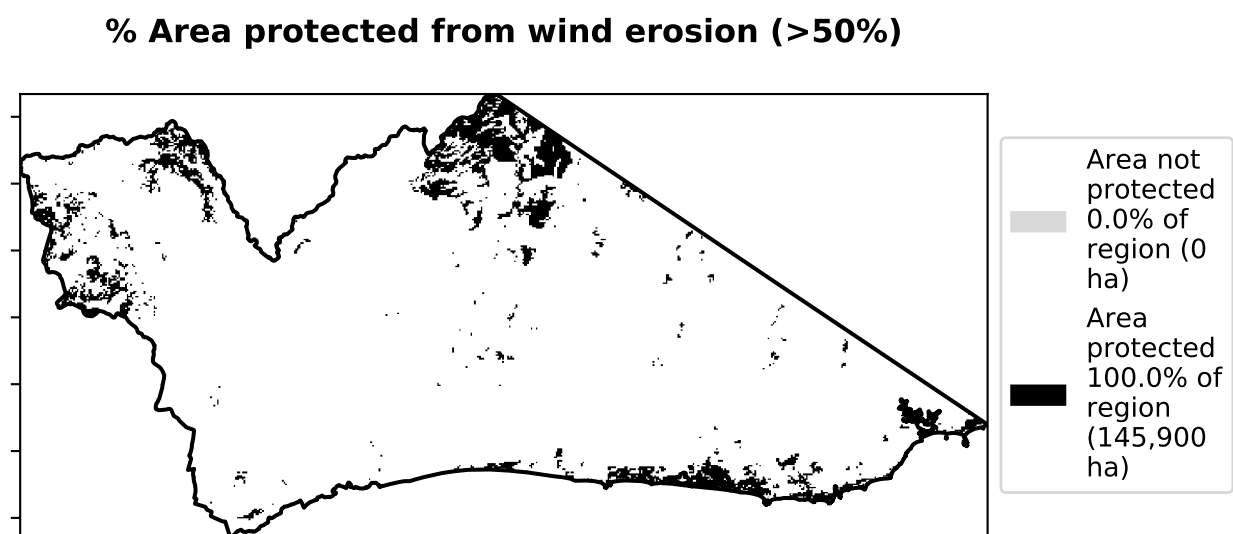 % Area protected from wind erosion (>50%)
Area not
protected
0.0% of
region (0
ha)
Area
protected
100.0% of
region
(145,900
ha)